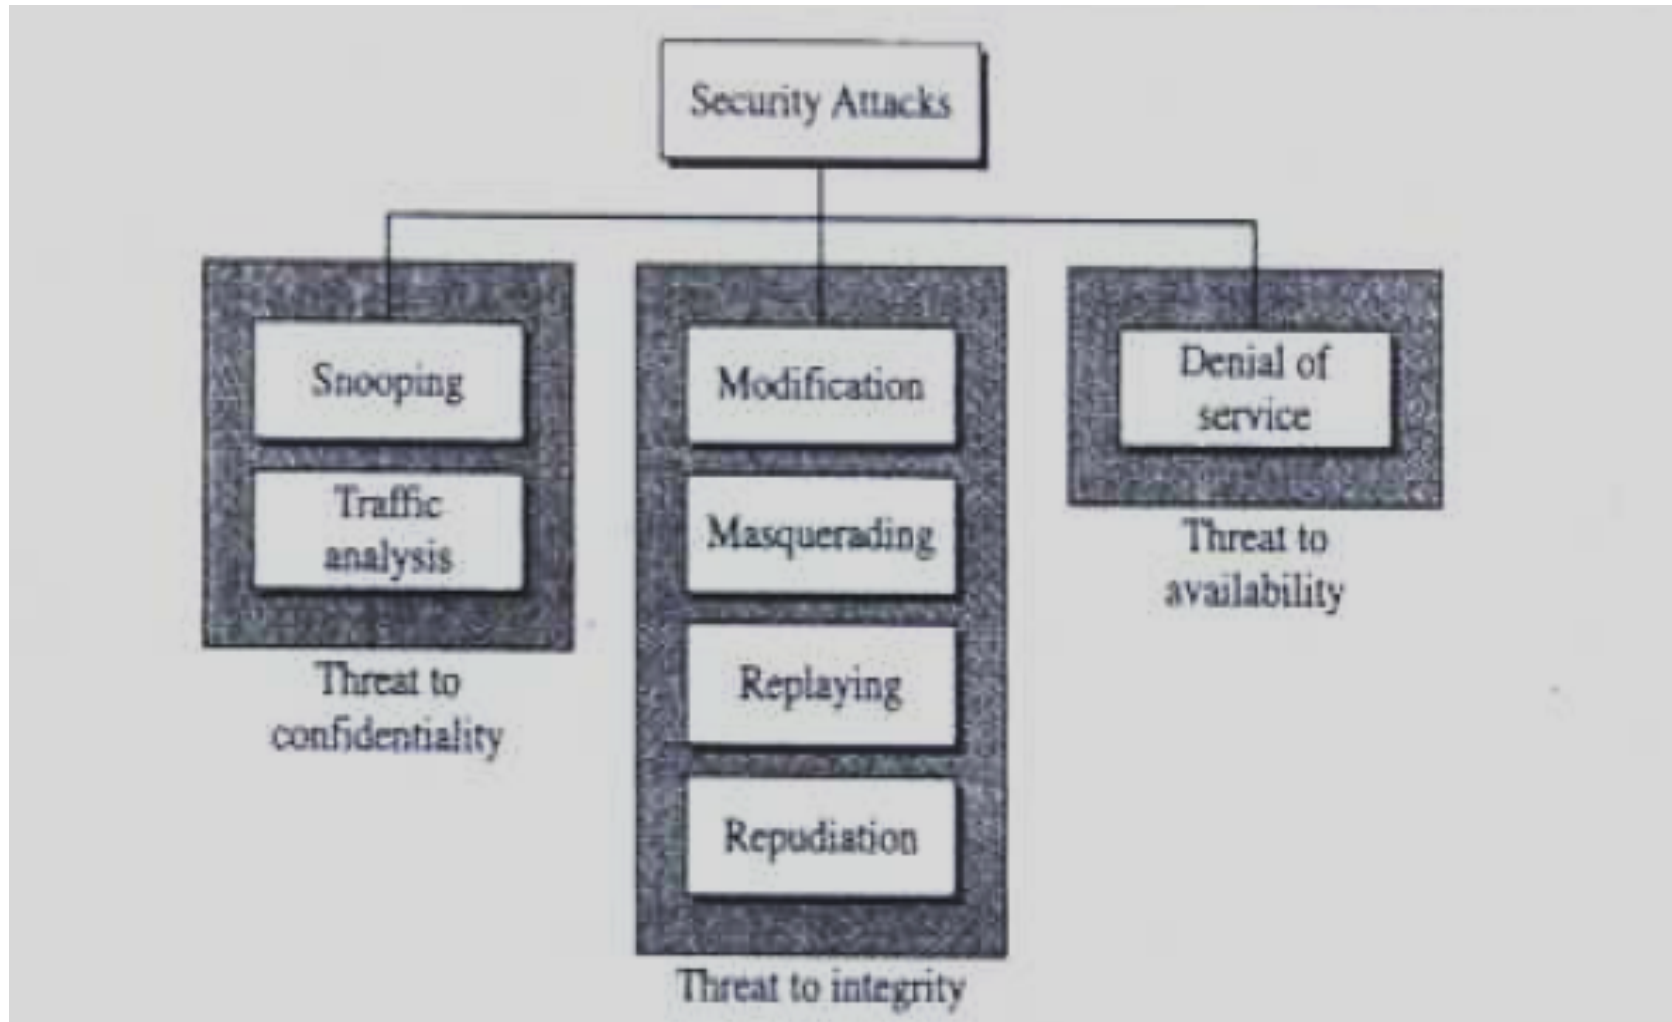 Security Attacks
Snooping
Traffic
analysis
Threat to
confidentiality
Modification
Masquerading
Replaying
Repudiation
Threat to integrity
Denial of
service
Threat to
availability